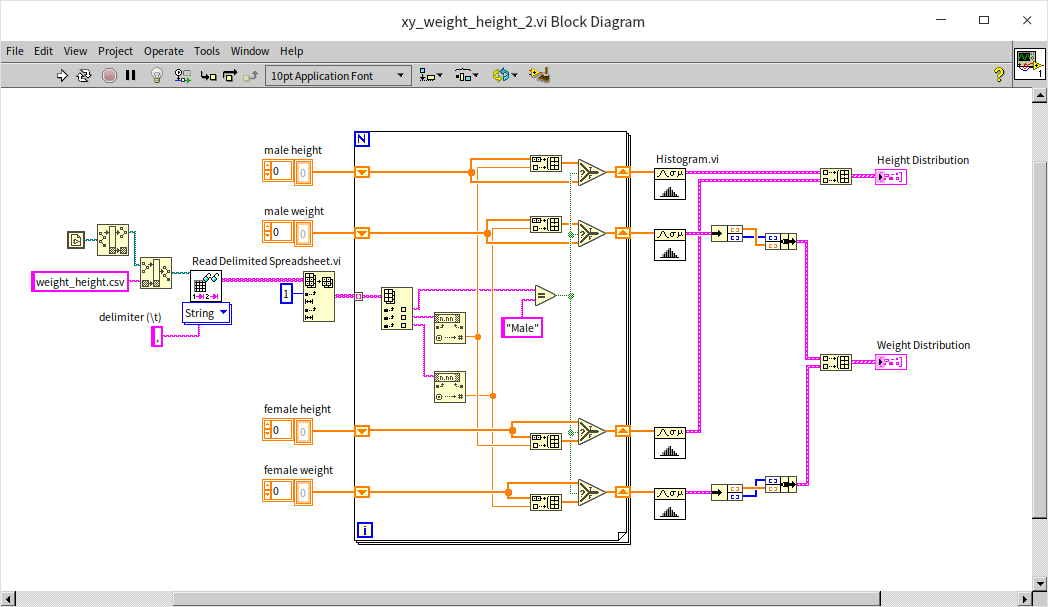 xy_weight_height_2.vi Block Diagram
File Edit View Project Operate Tools Window Help
10pt Application Font
?
1
N
male height
0 0
Histogram.vi
Height Distribution
male weight
0 0
Read Delimited Spreadsheet.vi
weight_height.csv
1
String
delimiter (\t)
,
=
"Male"
Weight Distribution
female height
0 0
female weight
0 0
i